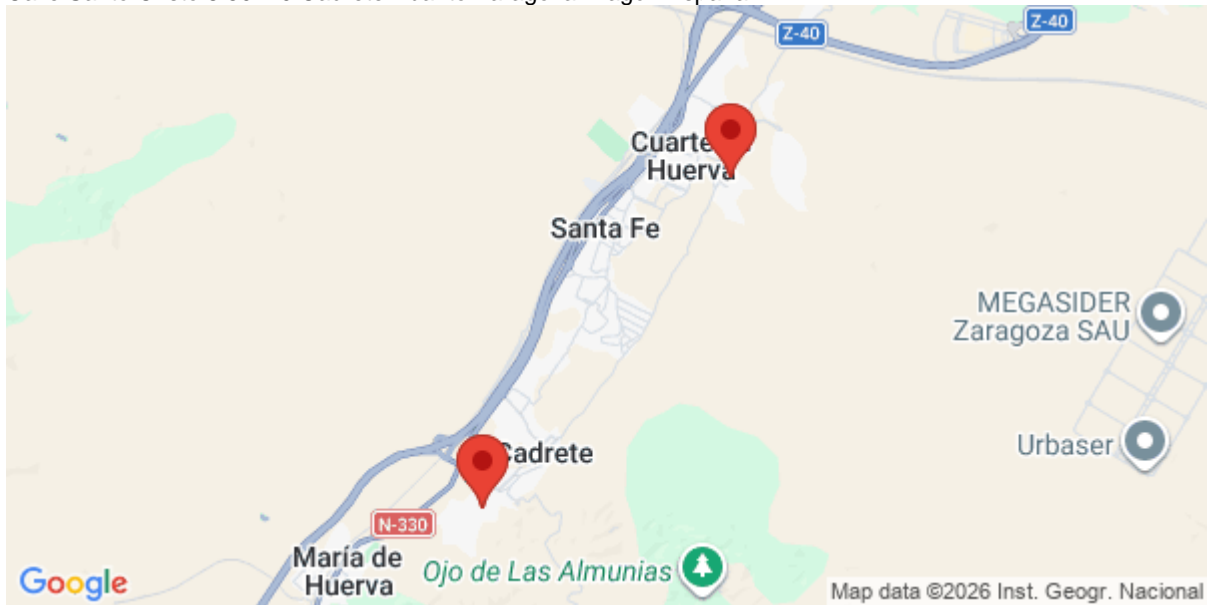 Z-40
Z-40
Cuarte
Huerva
Santa Fe
MEGASIDER
Zaragoza SAU
Cadrete
Urbaser
N-330
María de
Huerva
Ojo de Las Almunias
Google
Map data ©2026 Inst. Geogr. Nacional